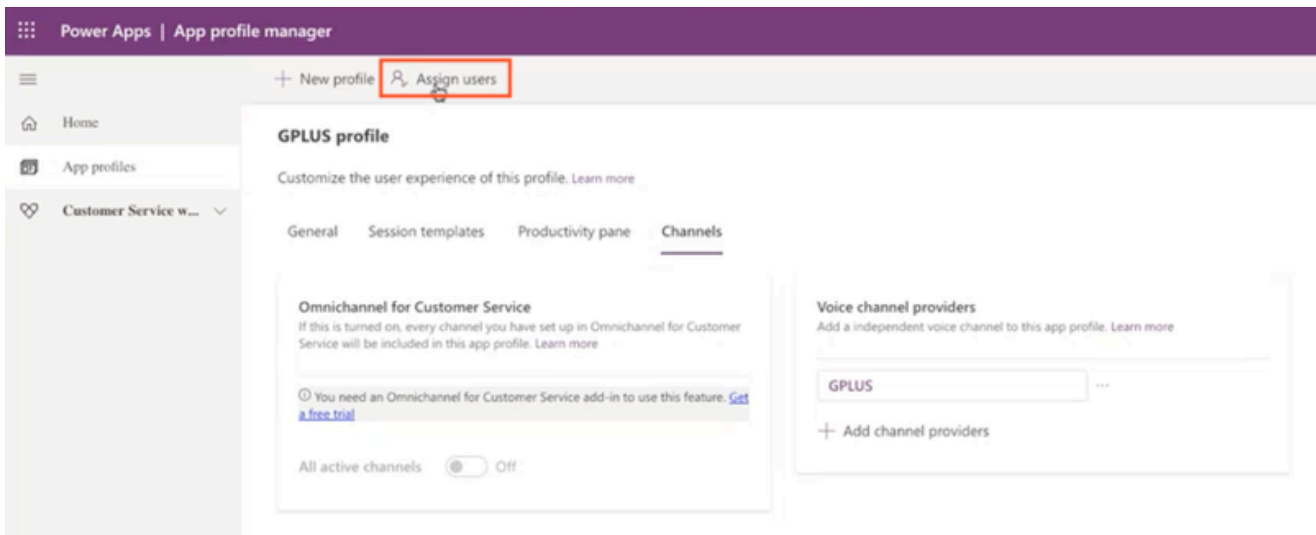 Power Apps | App profile manager
New profile
Assign users
Home
App profiles
Customer Service w...
GPLUS profile
Customize the user experience of this profile. Learn more
General
Session templates
Productivity pane
Channels
Omnichannel for Customer Service
If this is turned on, every channel you have set up in Omnichannel for Customer
Service will be included in this app profile. Learn more
You need an Omnichannel for Customer Service add-in to use this feature. Get
a free trial
All active channels
Off
Voice channel providers
Add a independent voice channel to this app profile. Learn more
GPLUS
...
Add channel providers